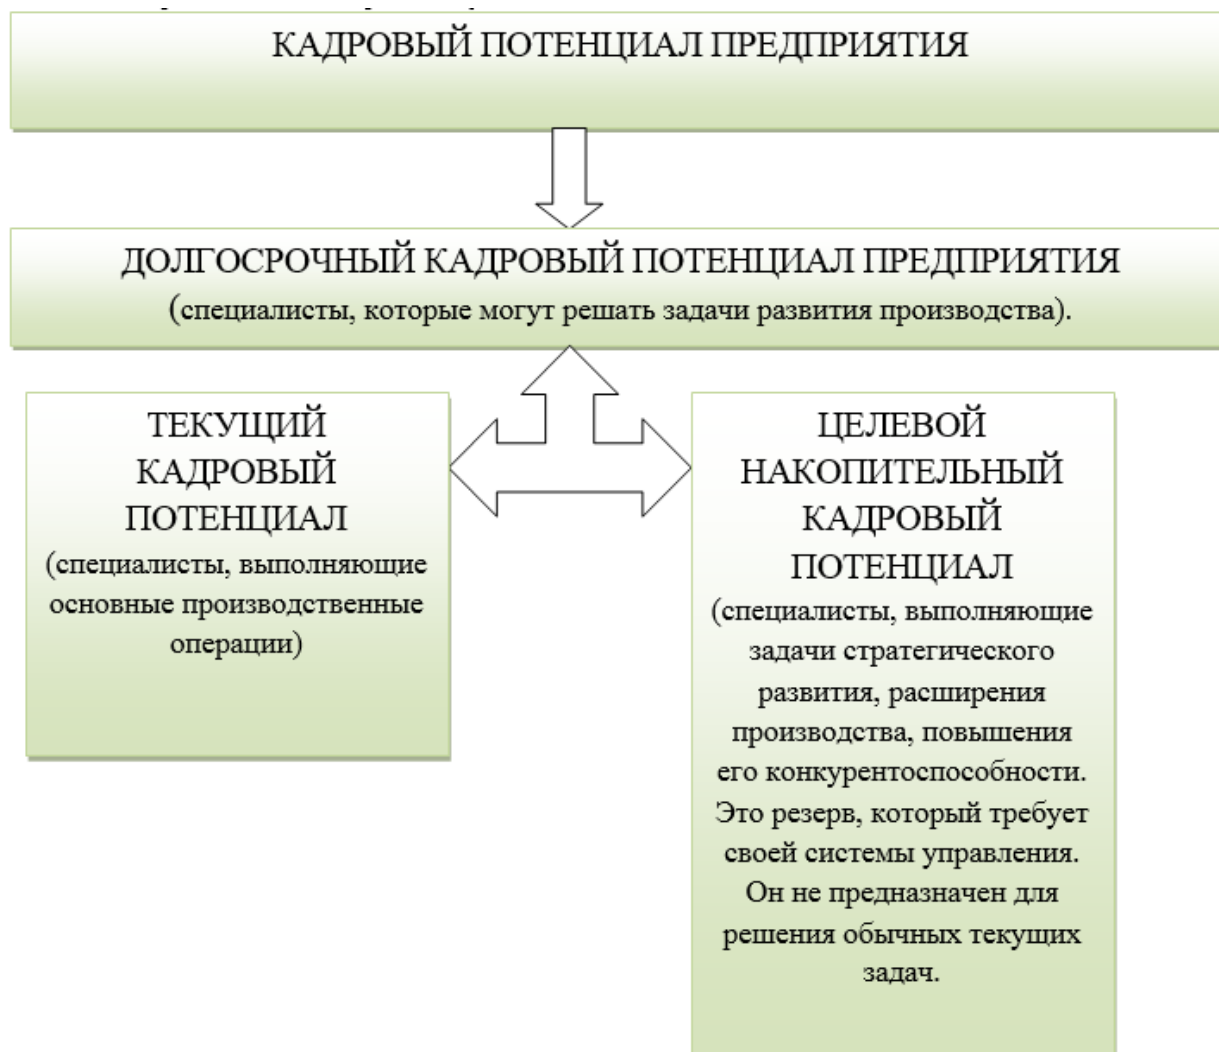 КАДРОВЫЙ ПОТЕНЦИАЛ ПРЕДПРИЯТИЯ
ДОЛГОСРОЧНЫЙ КАДРОВЫЙ ПОТЕНЦИАЛ ПРЕДПРИЯТИЯ
(специалисты, которые могут решать задачи развития производства).
ТЕКУЩИЙ
КАДРОВЫЙ
ПОТЕНЦИАЛ
(специалисты, выполняющие
основные производственные
операции)
ЦЕЛЕВОЙ
НАКОПИТЕЛЬНЫЙ
КАДРОВЫЙ
ПОТЕНЦИАЛ
(специалисты, выполняющие
задачи стратегического
развития, расширения
производства, повышения
его конкурентоспособности.
Это резерв, который требует
своей системы управления.
Он не предназначен для
решения обычных текущих
задач.